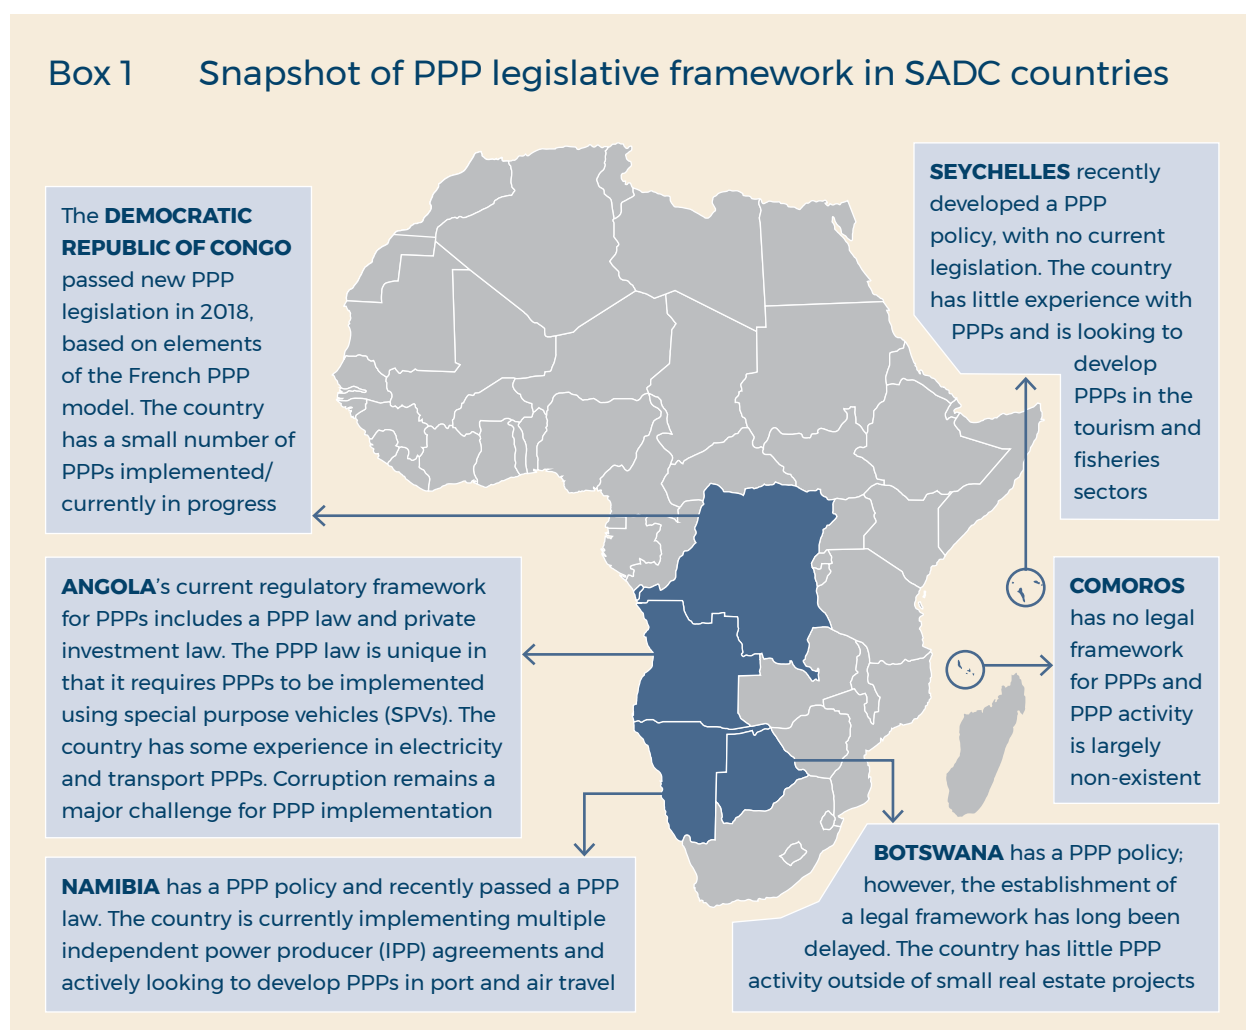 Box 1 Snapshot of PPP legislative framework in SADC countries
The DEMOCRATIC
REPUBLIC OF CONGO
passed new PPP
legislation in 2018,
based on elements
of the French PPP
model. The country
has a small number of
PPPs implemented/
currently in progress
SEYCHELLES recently
developed a PPP
policy, with no current
legislation. The country
has little experience with
PPPs and is looking to
develop
PPPs in the
tourism and
fisheries
sectors
ANGOLA’s current regulatory framework
for PPPs includes a PPP law and private
investment law. The PPP law is unique in
that it requires PPPs to be implemented
using special purpose vehicles (SPVs). The
country has some experience in electricity
and transport PPPs. Corruption remains a
major challenge for PPP implementation
COMOROS
has no legal
framework
for PPPs and
PPP activity
is largely
non-existent
NAMIBIA has a PPP policy and recently passed a PPP
law. The country is currently implementing multiple
independent power producer (IPP) agreements and
actively looking to develop PPPs in port and air travel
BOTSWANA has a PPP policy;
however, the establishment of
a legal framework has long been
delayed. The country has little PPP
activity outside of small real estate projects